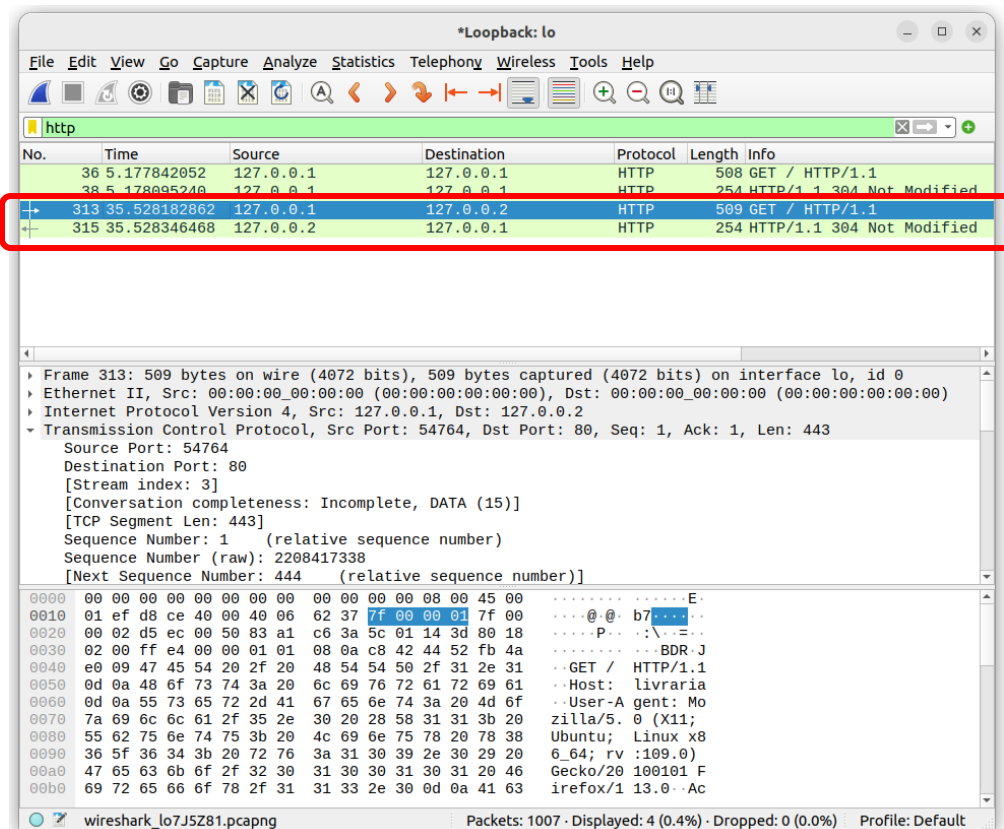 *Loopback: lo
File Edit View Go Capture Analyze Statistics Telephony Wireless Tools Help
http
No. Time Source Destination Protocol Length Info
36 5.177842052 127.0.0.1 127.0.0.1 HTTP 508 GET / HTTP/1.1
38 5.178095240 127.0.0.1 127.0.0.1 HTTP 254 HTTP/1.1 304 Not Modified
313 35.528182862 127.0.0.1 127.0.0.2 HTTP 509 GET / HTTP/1.1
315 35.528346468 127.0.0.2 127.0.0.1 HTTP 254 HTTP/1.1 304 Not Modified
Frame 313: 509 bytes on wire (4072 bits), 509 bytes captured (4072 bits) on interface lo, id 0
Ethernet II, Src: 00:00:00_00:00:00 (00:00:00:00:00:00), Dst: 00:00:00_00:00:00 (00:00:00:00:00:00)
Internet Protocol Version 4, Src: 127.0.0.1, Dst: 127.0.0.2
Transmission Control Protocol, Src Port: 54764, Dst Port: 80, Seq: 1, Ack: 1, Len: 443
Source Port: 54764
Destination Port: 80
[Stream index: 3]
[Conversation completeness: Incomplete, DATA (15)]
[TCP Segment Len: 443]
Sequence Number: 1 (relative sequence number)
Sequence Number (raw): 2208417338
[Next Sequence Number: 444 (relative sequence number)]
0000 00 00 00 00 00 00 00 00 00 00 00 00 08 00 45 00 ········ ······E·
0010 01 ef d8 ce 40 00 40 06 62 37 7f 00 00 01 7f 00 ····@·@· b7······
0020 00 02 d5 ec 00 50 83 a1 c6 3a 5c 01 14 3d 80 18 ·····P·· ·:\··=··
0030 02 00 ff e4 00 00 01 01 08 0a c8 42 44 52 fb 4a ········ ···BDR·J
0040 e0 09 47 45 54 20 2f 20 48 54 54 50 2f 31 2e 31 ··GET / HTTP/1.1
0050 0d 0a 48 6f 73 74 3a 20 6c 69 76 72 61 72 69 61 ··Host: livraria
0060 0d 0a 55 73 65 72 2d 41 67 65 6e 74 3a 20 4d 6f ··User-A gent: Mo
0070 7a 69 6c 6c 61 2f 35 2e 30 20 28 58 31 31 3b 20 zilla/5. 0 (X11;
0080 55 62 75 6e 74 75 3b 20 4c 69 6e 75 78 20 78 38 Ubuntu; Linux x8
0090 36 5f 36 34 3b 20 72 76 3a 31 30 39 2e 30 29 20 6_64; rv :109.0)
00a0 47 65 63 6b 6f 2f 32 30 31 30 30 31 30 31 20 46 Gecko/20 100101 F
00b0 69 72 65 66 6f 78 2f 31 31 33 2e 30 0d 0a 41 63 irefox/1 13.0··Ac
wireshark_lo7J5Z81.pcapng Packets: 1007 · Displayed: 4 (0.4%) · Dropped: 0 (0.0%) Profile: Default